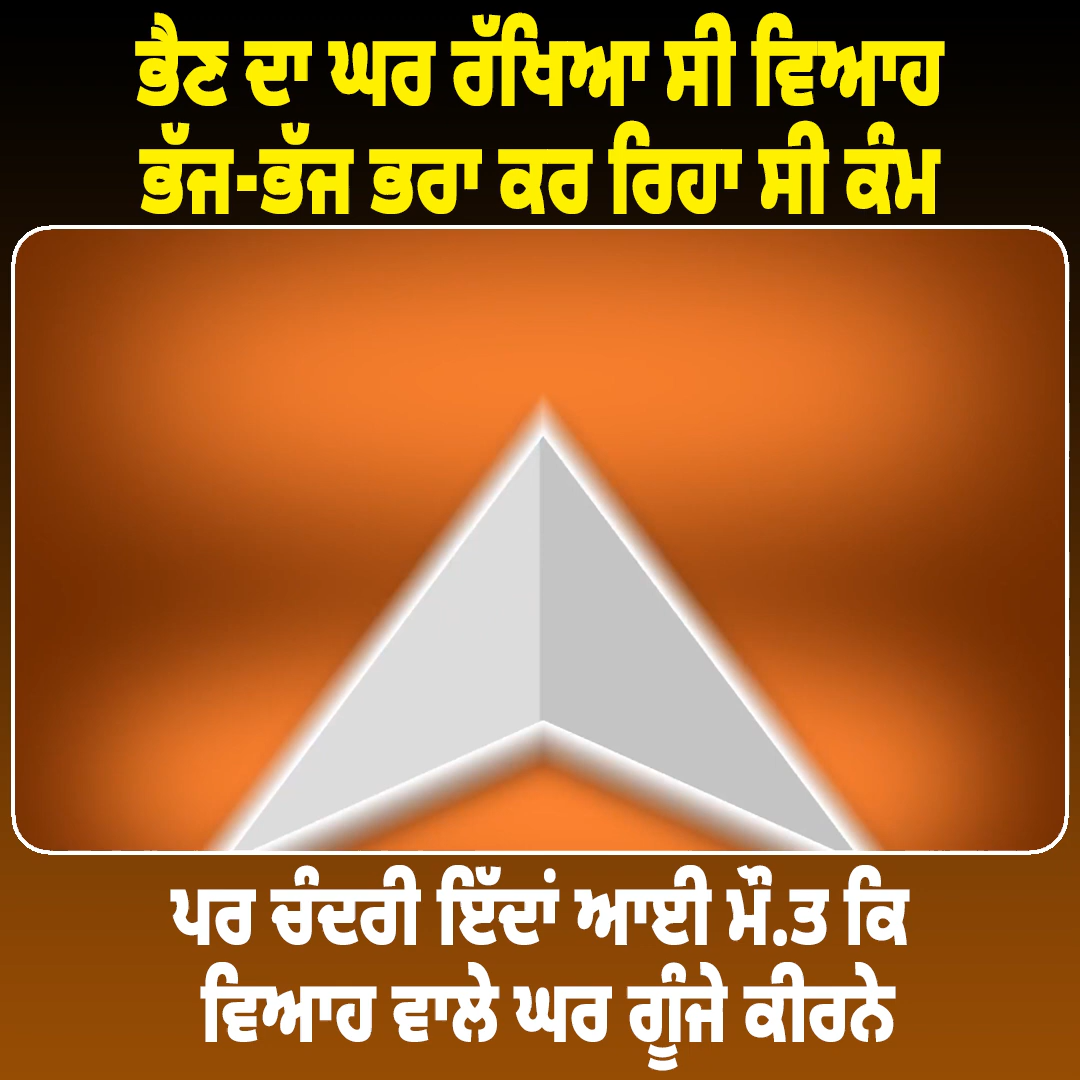 ਭੈਣ ਦਾ ਘਰ ਰੱਖਿਆ ਸੀ ਵਿਆਹ
ਭੱਜ-ਭੱਜ ਭਰਾ ਕਰ ਰਿਹਾ ਸੀ ਕੰਮ
ਪਰ ਚੰਦਰੀ ਇੱਦਾਂ ਆਈ ਮੌ.ਤ ਕਿ
ਵਿਆਹ ਵਾਲੇ ਘਰ ਗੂੰਜੇ ਕੀਰਨੇ